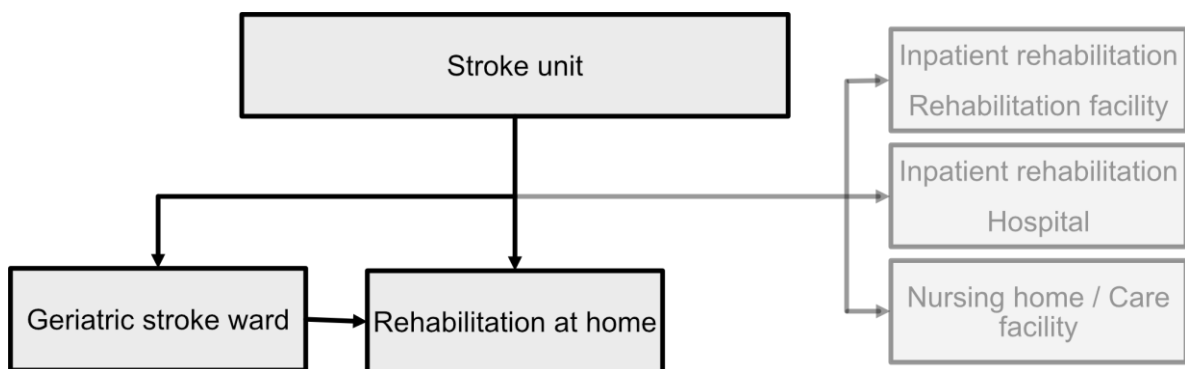 Stroke unit
Inpatient rehabilitation
Rehabilitation facility
Inpatient rehabilitation
Hospital
Geriatric stroke ward
Rehabilitation at home
Nursing home / Care
facility